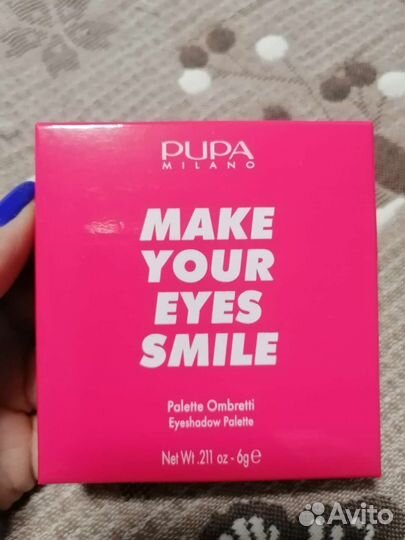 PUPA
MILANO
MAKE
YOUR
EYES
SMILE
Palette Ombretti
Eyeshadow Palette
Net Wt .211 oz - 6g ℮
Avito